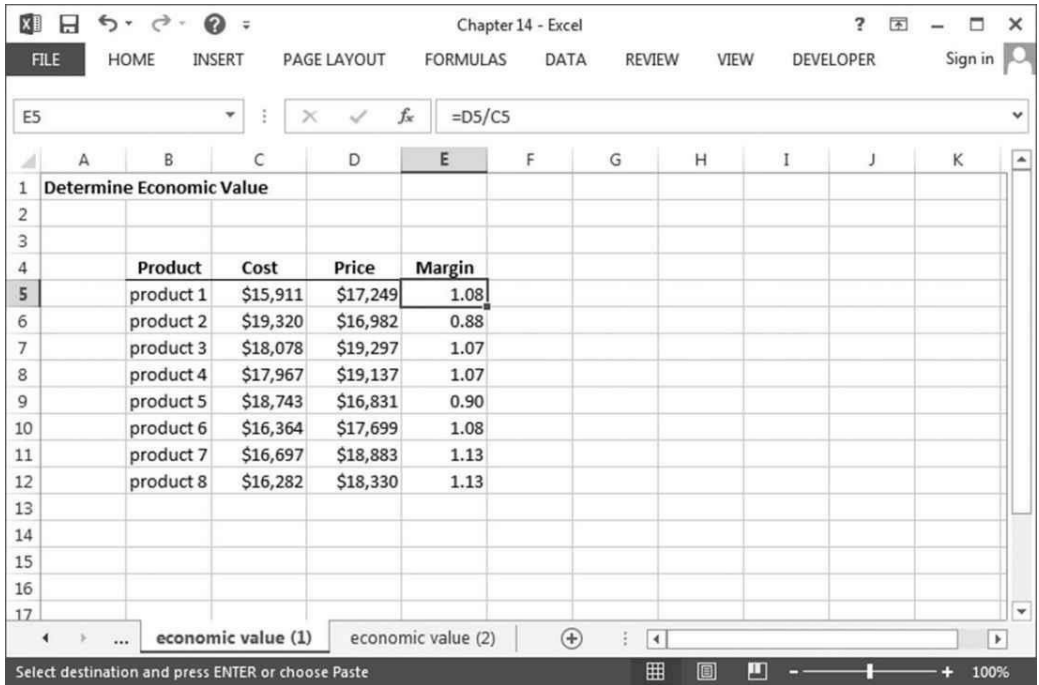 Chapter 14 - Excel
FILE HOME INSERT PAGE LAYOUT FORMULAS DATA REVIEW VIEW DEVELOPER Sign in
E5 fx =D5/C5
A B C D E F G H I J K
1 Determine Economic Value
2
3
4 Product Cost Price Margin
5 product 1 $15,911 $17,249 1.08
6 product 2 $19,320 $16,982 0.88
7 product 3 $18,078 $19,297 1.07
8 product 4 $17,967 $19,137 1.07
9 product 5 $18,743 $16,831 0.90
10 product 6 $16,364 $17,699 1.08
11 product 7 $16,697 $18,883 1.13
12 product 8 $16,282 $18,330 1.13
13
14
15
16
17
... economic value (1) economic value (2)
Select destination and press ENTER or choose Paste 100%